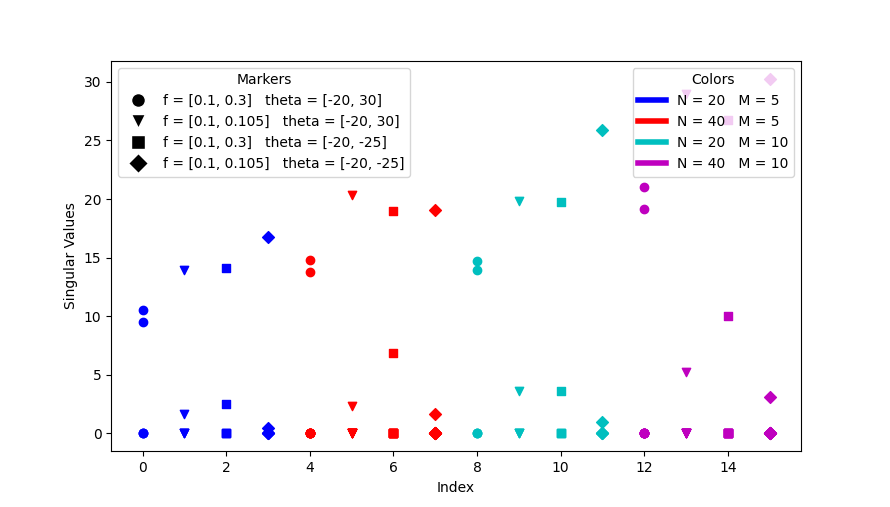 Markers
f = [0.1, 0.3]   theta = [-20, 30]
f = [0.1, 0.105]   theta = [-20, 30]
f = [0.1, 0.3]   theta = [-20, -25]
f = [0.1, 0.105]   theta = [-20, -25]
Colors
N = 20   M = 5
N = 40   M = 5
N = 20   M = 10
N = 40   M = 10
Singular Values
30
25
20
15
10
5
0
0 2 4 6 8 10 12 14
Index